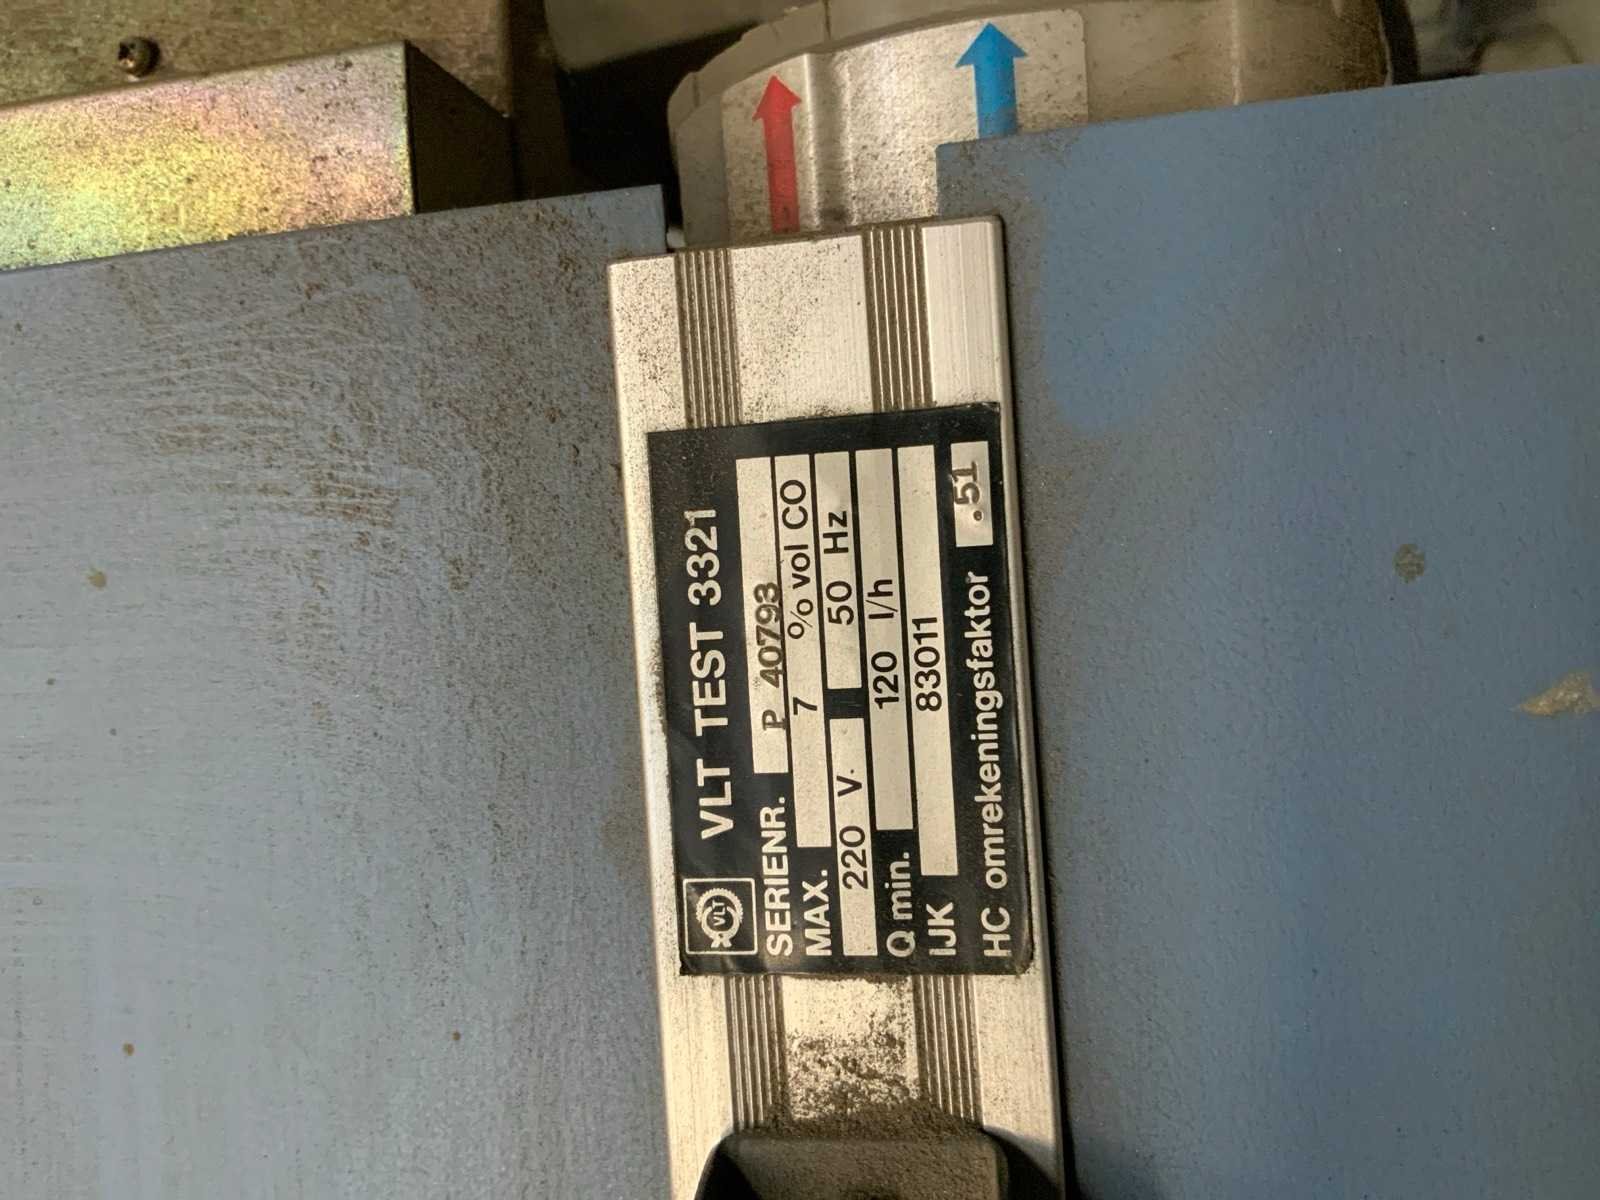 VLT
VLT TEST 3321
SERIENR. P 40793
MAX. 7 % vol CO
220 V. 50 Hz
Q min. 120 l/h
IJK 83011
HC omrekeningsfaktor .51